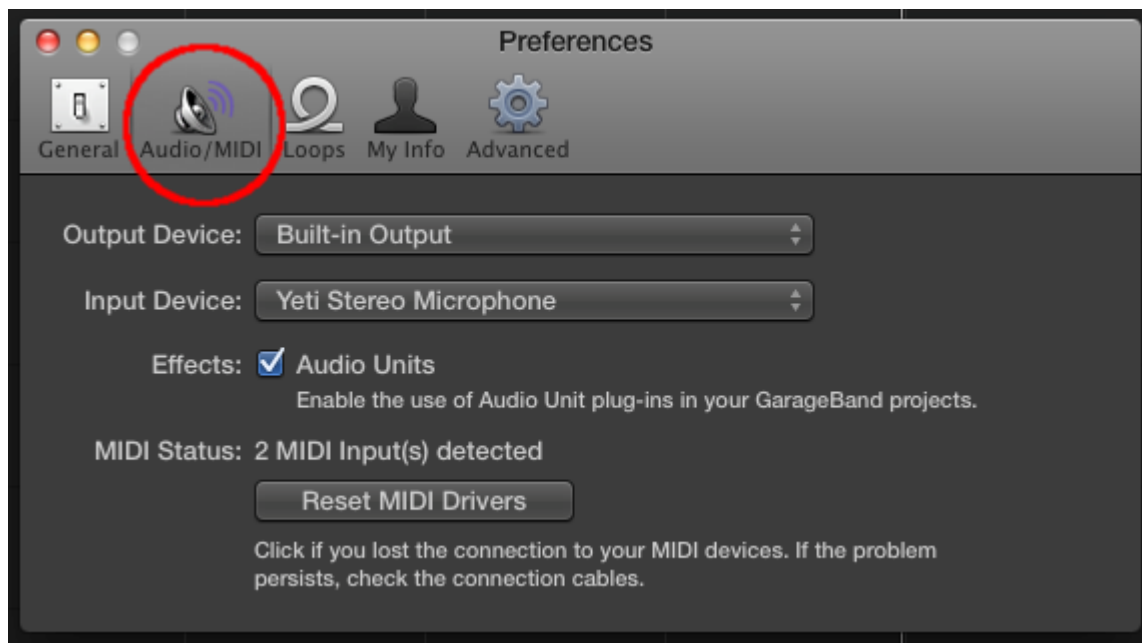 Preferences
General Audio/MIDI Loops My Info Advanced
Output Device: Built-in Output
Input Device: Yeti Stereo Microphone
Effects: Audio Units
Enable the use of Audio Unit plug-ins in your GarageBand projects.
MIDI Status: 2 MIDI Input(s) detected
Reset MIDI Drivers
Click if you lost the connection to your MIDI devices. If the problem
persists, check the connection cables.